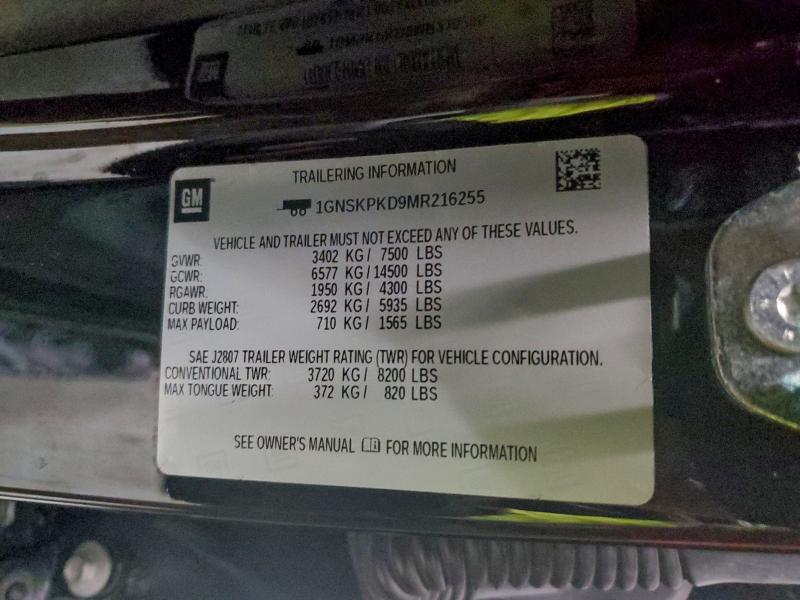 TRAILERING INFORMATION
GM
1GNSKPKD9MR216255
VEHICLE AND TRAILER MUST NOT EXCEED ANY OF THESE VALUES.
GVWR: 3402 KG / 7500 LBS
GCWR: 6577 KG / 14500 LBS
RGAWR: 1950 KG / 4300 LBS
CURB WEIGHT: 2692 KG / 5935 LBS
MAX PAYLOAD: 710 KG / 1565 LBS
SAE J2807 TRAILER WEIGHT RATING (TWR) FOR VEHICLE CONFIGURATION.
CONVENTIONAL TWR: 3720 KG / 8200 LBS
MAX TONGUE WEIGHT: 372 KG / 820 LBS
SEE OWNER'S MANUAL FOR MORE INFORMATION